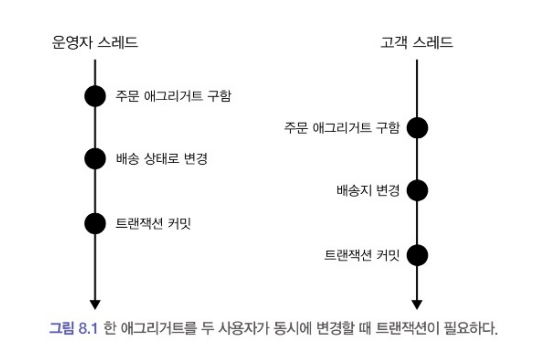 운영자 스레드
고객 스레드
주문 애그리거트 구함
주문 애그리거트 구함
배송 상태로 변경
배송지 변경
트랜잭션 커밋
트랜잭션 커밋
그림 8.1 한 애그리거트를 두 사용자가 동시에 변경할 때 트랜잭션이 필요하다.